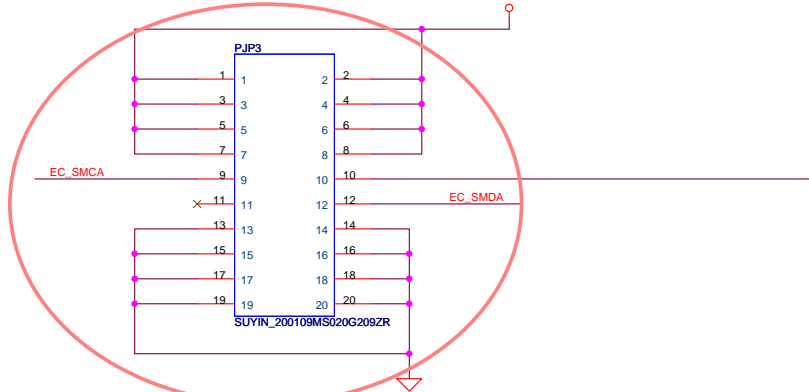 PJP3
1 1 2 2
3 3 4 4
5 5 6 6
7 7 8 8
EC_SMCA 9 9 10 10
11 11 12 12 EC_SMDA
13 13 14 14
15 15 16 16
17 17 18 18
19 19 20 20
SUYIN_200109MS020G209ZR